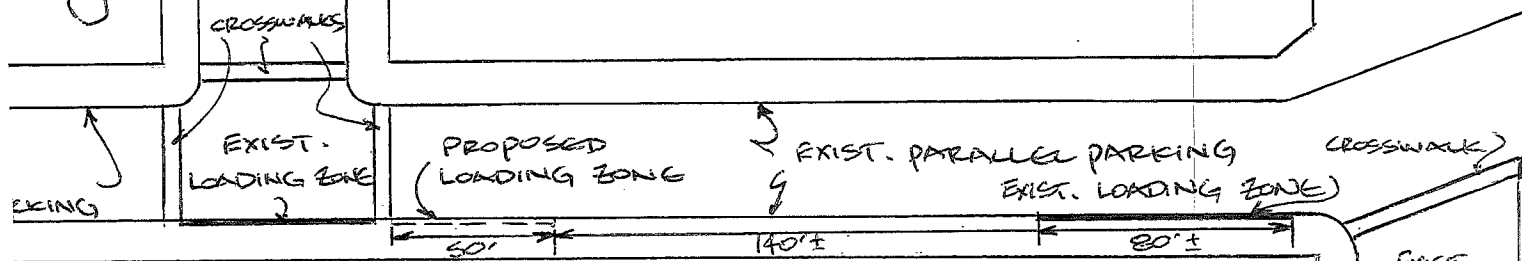 CROSSWALKS
EXIST.
LOADING ZONE
PROPOSED
LOADING ZONE
EXIST. PARALLEL PARKING
EXIST. LOADING ZONE
CROSSWALK
50'
140'±
80'±